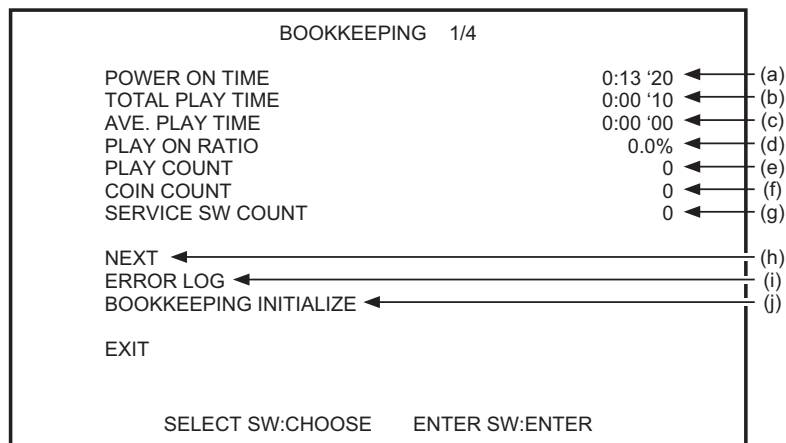 BOOKKEEPING 1/4
POWER ON TIME 0:13 ‘20 (a)
TOTAL PLAY TIME 0:00 ‘10 (b)
AVE. PLAY TIME 0:00 ‘00 (c)
PLAY ON RATIO 0.0% (d)
PLAY COUNT 0 (e)
COIN COUNT 0 (f)
SERVICE SW COUNT 0 (g)
NEXT (h)
ERROR LOG (i)
BOOKKEEPING INITIALIZE (j)
EXIT
SELECT SW:CHOOSE ENTER SW:ENTER